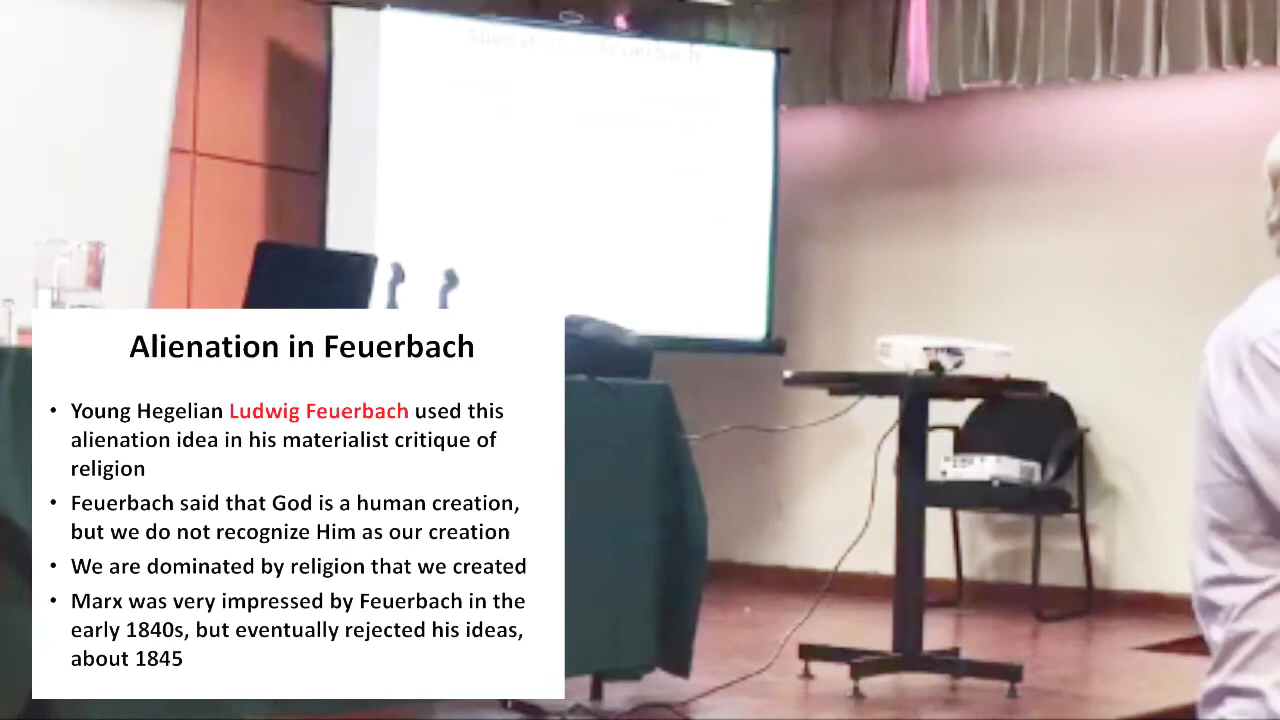 Alienation in Feuerbach
Alienation in Feuerbach
• Young Hegelian Ludwig Feuerbach used this
alienation idea in his materialist critique of
religion
• Feuerbach said that God is a human creation,
but we do not recognize Him as our creation
• We are dominated by religion that we created
• Marx was very impressed by Feuerbach in the
early 1840s, but eventually rejected his ideas,
about 1845